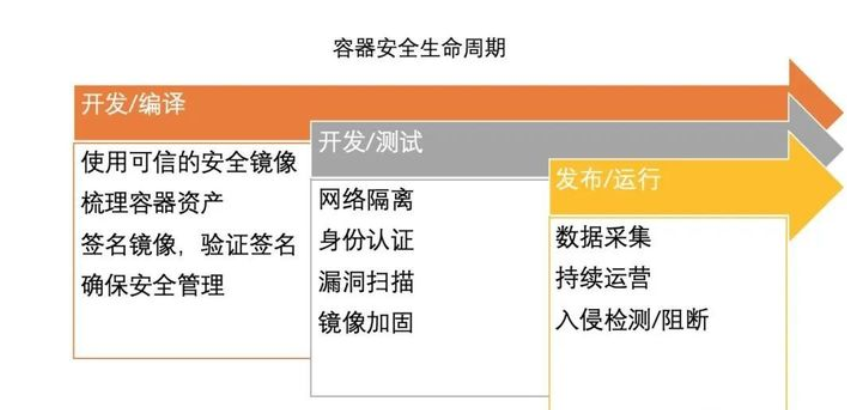 容器安全生命周期
开发/编译
使用可信的安全镜像
梳理容器资产
签名镜像，验证签名
确保安全管理
开发/测试
网络隔离
身份认证
漏洞扫描
镜像加固
发布/运行
数据采集
持续运营
入侵检测/阻断